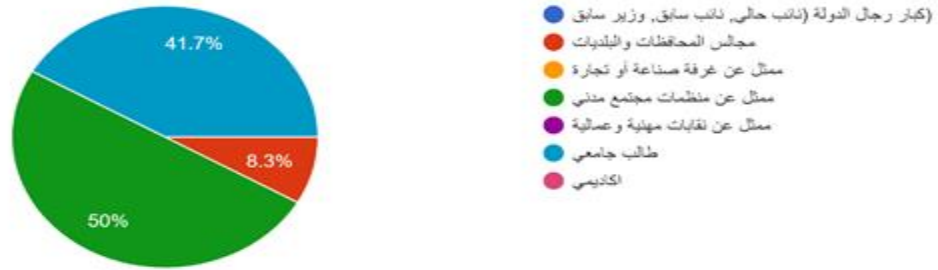 41.7%
8.3%
50%
كبار رجال الدولة (نائب حالي, نائب سابق, وزير سابق)
مجالس المحافظات والبلديات
ممثل عن غرفة صناعة أو تجارة
ممثل عن منظمات مجتمع مدني
ممثل عن نقابات مهنية وعمالية
طالب جامعي
اكاديمي